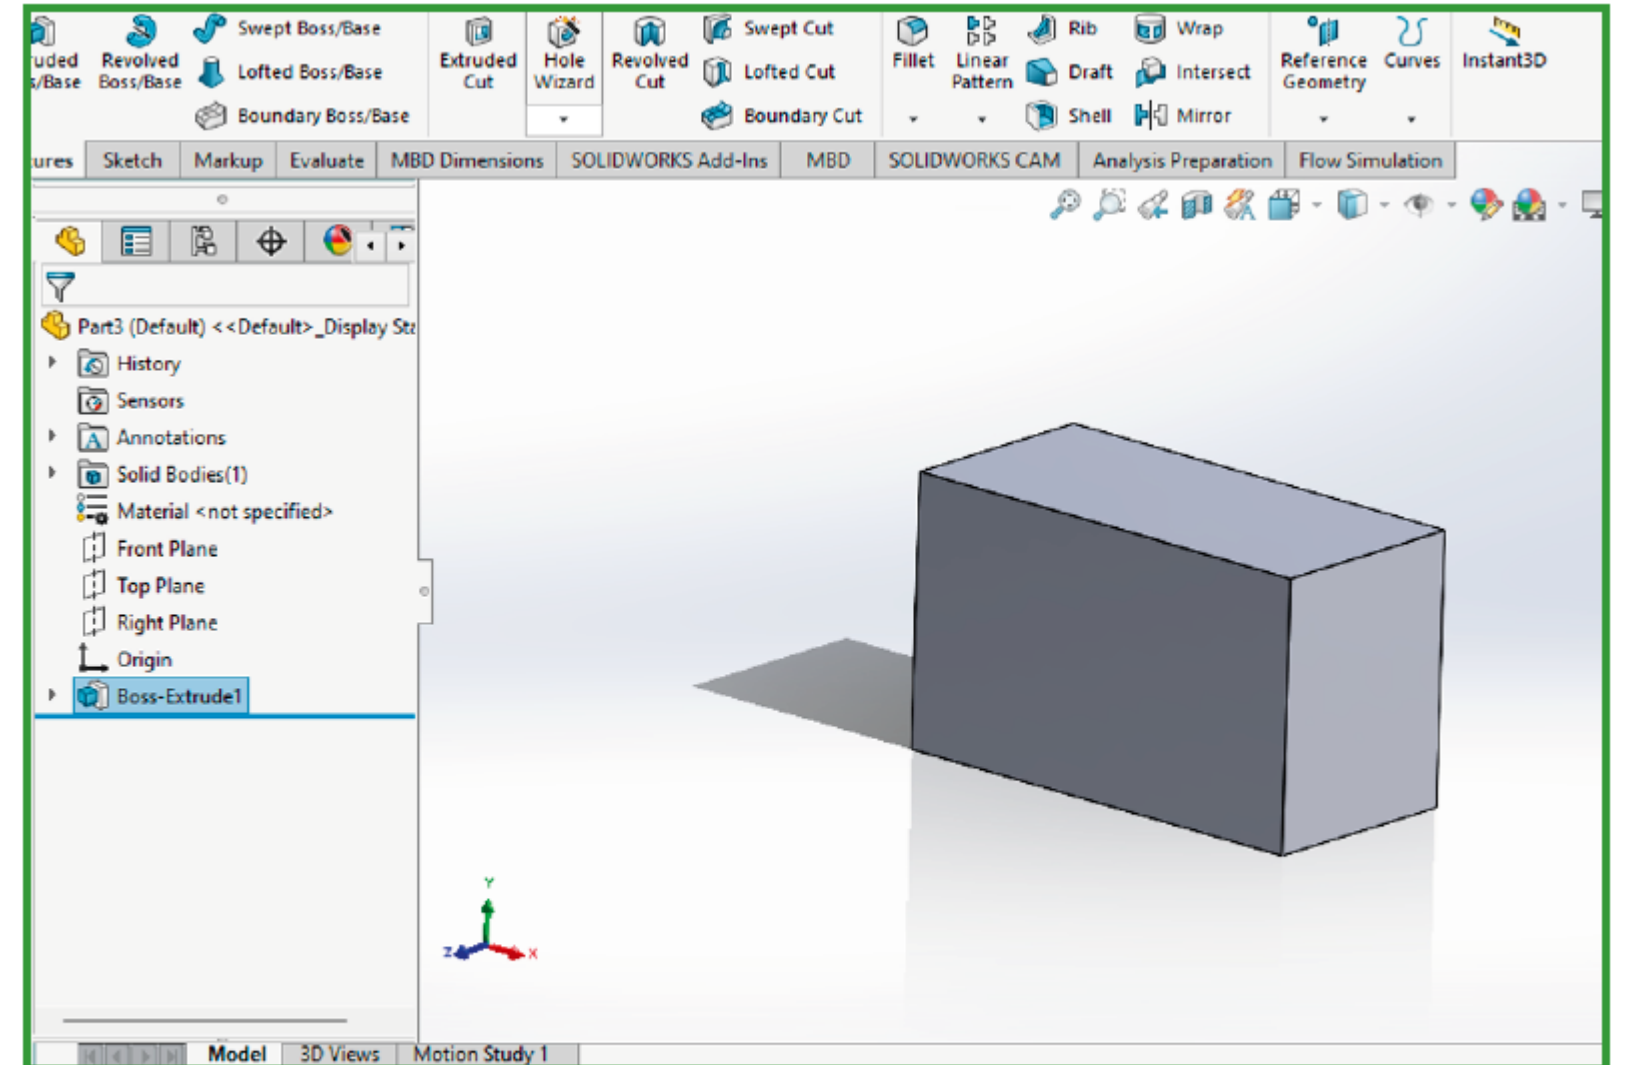 Swept Boss/Base
Swept Cut
Rib
Wrap
ruded
s/Base
Revolved
Boss/Base
Lofted Boss/Base
Extruded
Cut
Hole
Wizard
Revolved
Cut
Lofted Cut
Fillet
Linear
Pattern
Draft
Intersect
Reference
Geometry
Curves
Instant3D
Boundary Boss/Base
Boundary Cut
Shell
Mirror
ures
Sketch
Markup
Evaluate
MBD Dimensions
SOLIDWORKS Add-Ins
MBD
SOLIDWORKS CAM
Analysis Preparation
Flow Simulation
Part3 (Default) <<Default>_Display Sta
History
Sensors
A Annotations
Solid Bodies(1)
Material <not specified>
Front Plane
Top Plane
Right Plane
Origin
Boss-Extrude1
Y
Z
X
Model
3D Views
Motion Study 1